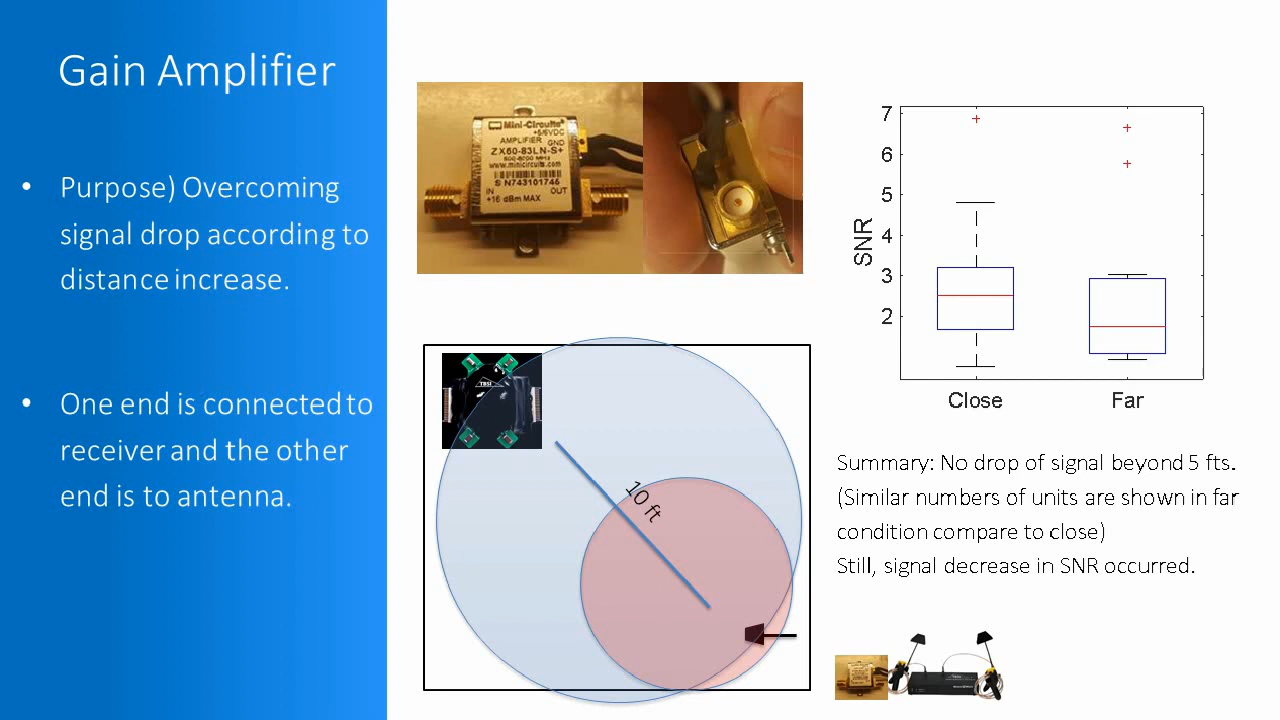 Gain Amplifier
• Purpose) Overcoming
signal drop according to
distance increase.
• One end is connected to
receiver and the other
end is to antenna.
Mini-Circuits
+5/6VDC
AMPLIFIER GND
ZX60-83LN-S+
500-8000 MHz
www.minicircuits.com
S N743101745
IN OUT
+16 dBm MAX
TBSI
10 ft
7
6
5
4
3
2
SNR
Close Far
Summary: No drop of signal beyond 5 fts.
(Similar numbers of units are shown in far
condition compare to close)
Still, signal decrease in SNR occurred.